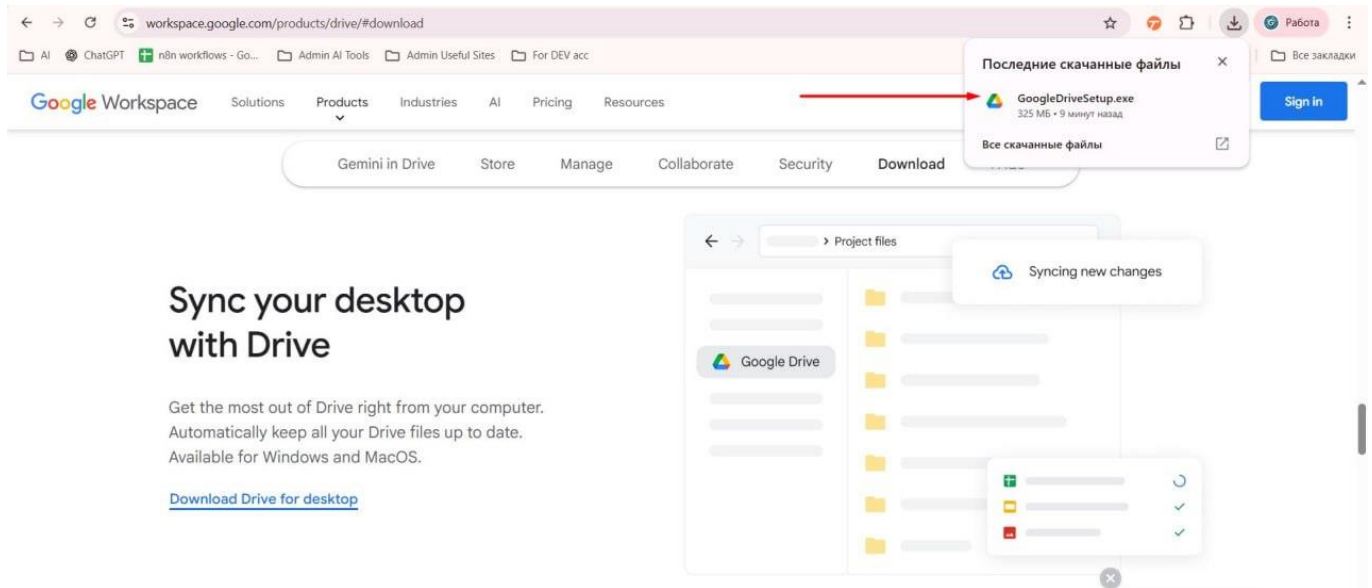 workspace.google.com/products/drive/#download
Работа
AI
ChatGPT
n8n workflows - Go...
Admin AI Tools
Admin Useful Sites
For DEV acc
Все закладки
Последние скачанные файлы
GoogleDriveSetup.exe
325 МБ • 9 минут назад
Все скачанные файлы
Google Workspace
Solutions
Products
Industries
AI
Pricing
Resources
Sign in
Gemini in Drive
Store
Manage
Collaborate
Security
Download
Project files
Syncing new changes
Google Drive
Sync your desktop
with Drive
Get the most out of Drive right from your computer.
Automatically keep all your Drive files up to date.
Available for Windows and MacOS.
Download Drive for desktop